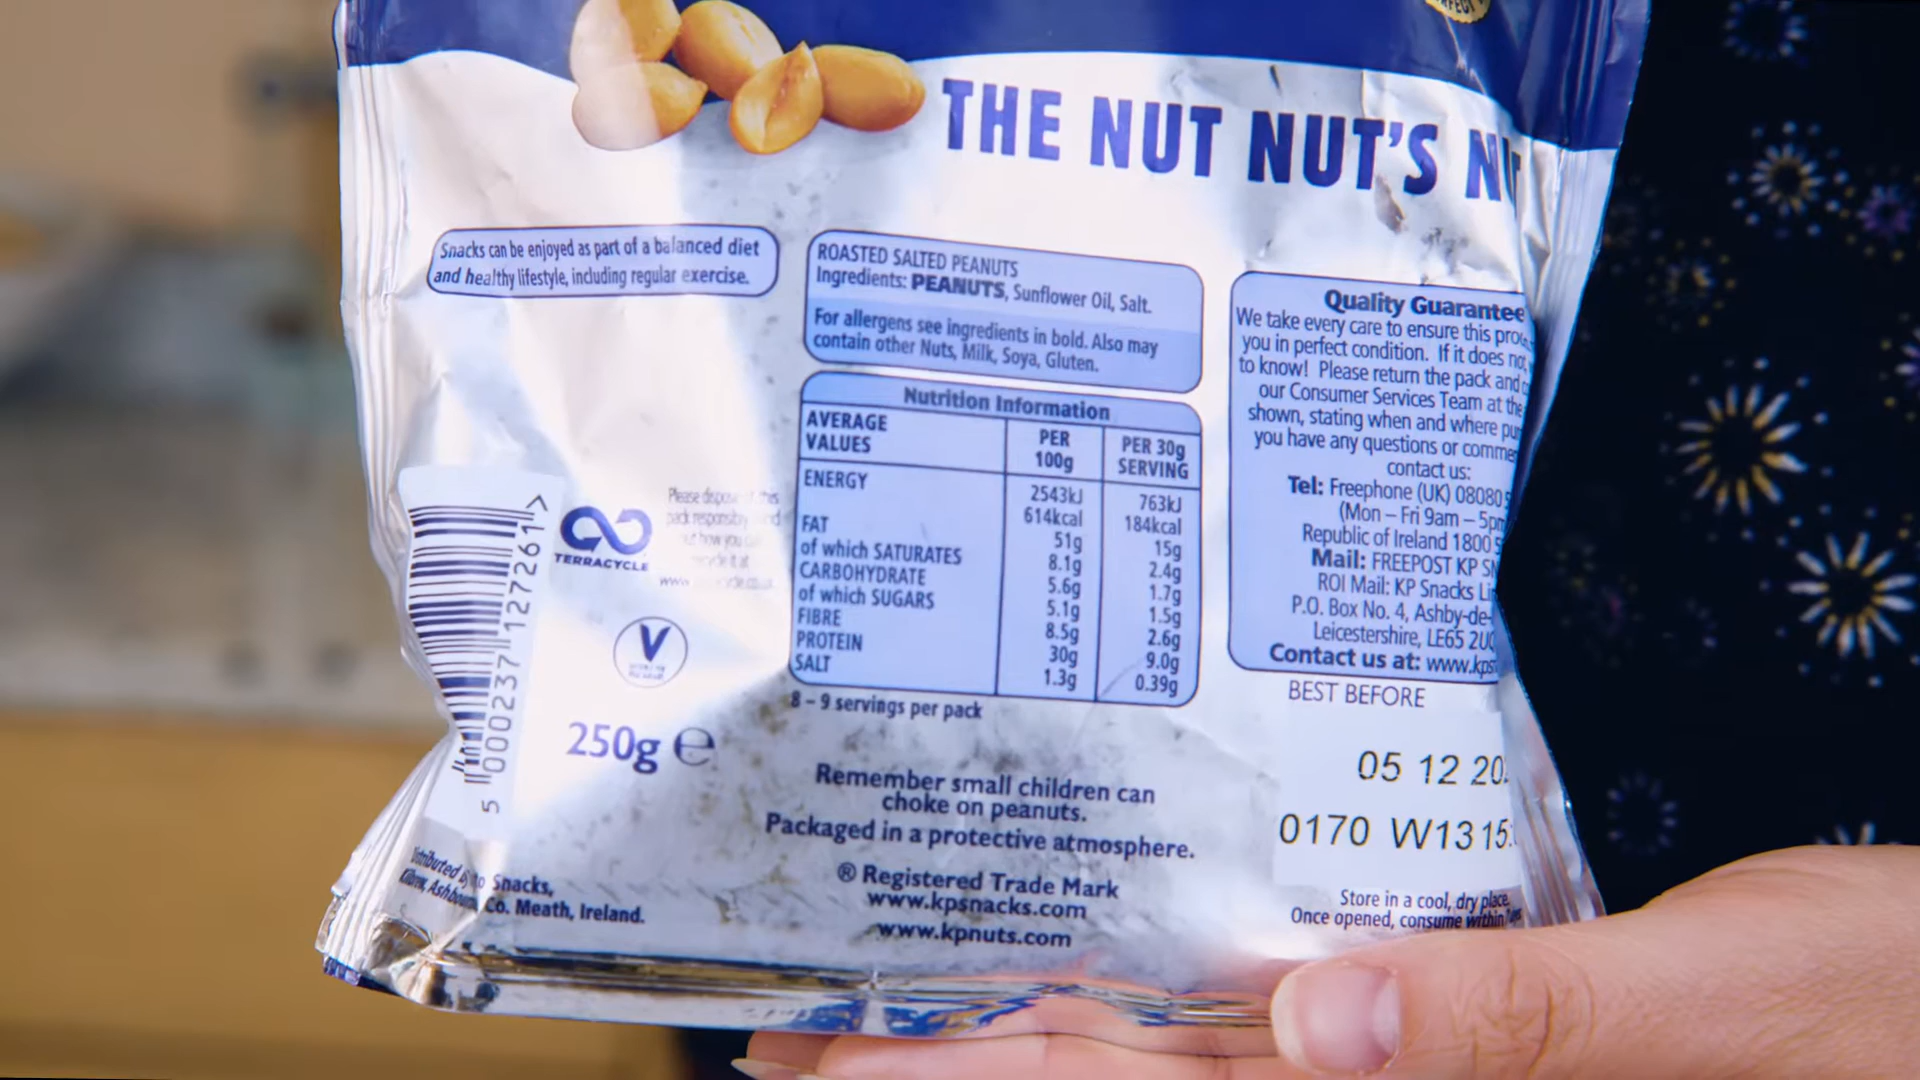 THE NUT NUT'S
Snacks can be enjoyed as part of a balanced diet
and healthy lifestyle, including regular exercise.
ROASTED SALTED PEANUTS
Ingredients: PEANUTS, Sunflower Oil, Salt.
For allergens see ingredients in bold. Also may
contain other Nuts, Milk, Soya, Gluten.
Nutrition Information
AVERAGE VALUES PER 100g PER 30g SERVING
ENERGY 2543kJ 763kJ
614kcal 184kcal
FAT 51g 15g
of which SATURATES 8.1g 2.4g
CARBOHYDRATE 5.6g 1.7g
of which SUGARS 5.1g 1.5g
FIBRE 8.5g 2.6g
PROTEIN 30g 9.0g
SALT 1.3g 0.39g
8 – 9 servings per pack
Quality Guarantee
We take every care to ensure this
you in perfect condition. If it does
to know! Please return the pack and
our Consumer Services Team at the
shown, stating when and where
you have any questions or
contact us:
Tel: Freephone (UK) 08080
(Mon – Fri 9am – 5pm
Republic of Ireland 1800
Mail: FREEPOST KP
ROI Mail: KP Snacks
P.O. Box No. 4, Ashby-de-
Leicestershire, LE65
Contact us at:
BEST BEFORE
05 12
0170 W13
Store in a cool, dry place.
Once opened, consume within
Please
pack responsibly
TERRACYCLE
V
250g e
5 000237 127261 >
Remember small children can
choke on peanuts.
Packaged in a protective atmosphere.
® Registered Trade Mark
www.kpsnacks.com
www.kpnuts.com
Snacks,
Co. Meath, Ireland.